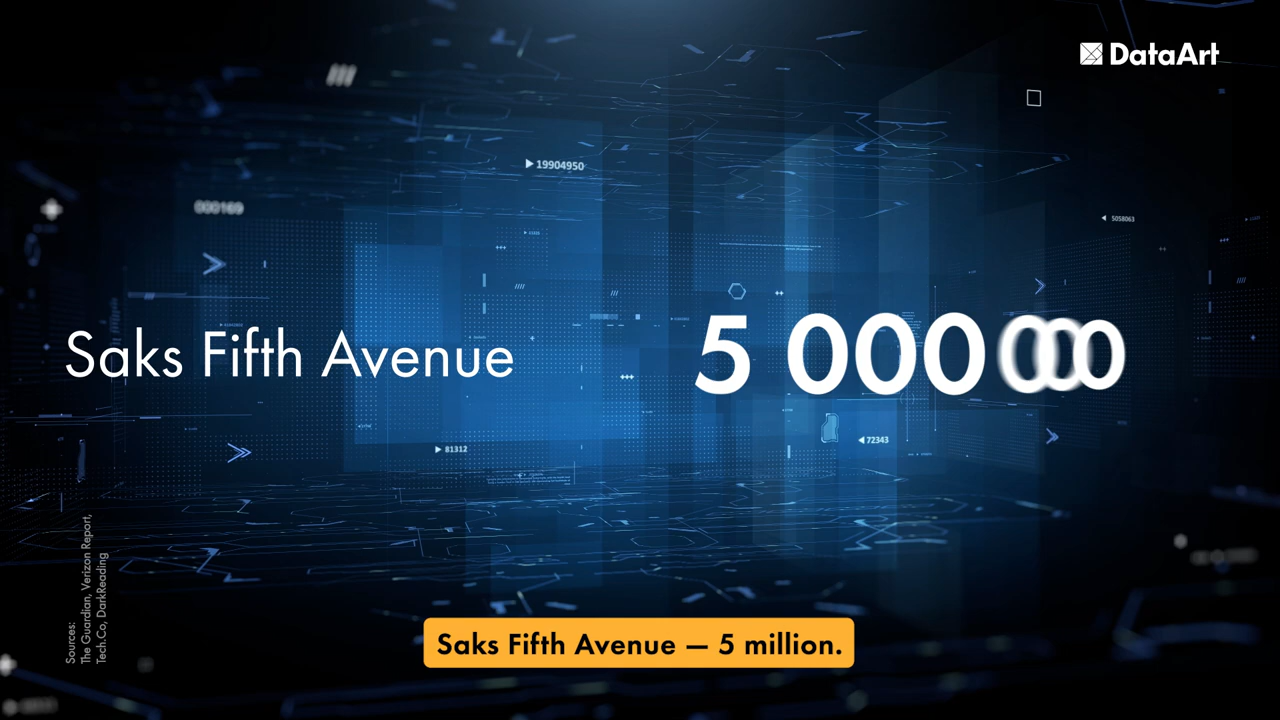 DataArt
19904950
000169
5058063
Saks Fifth Avenue
5 000 000
72343
81312
Sources:
The Guardian, Verizon Report,
Tech.Co, DarkReading
Saks Fifth Avenue — 5 million.